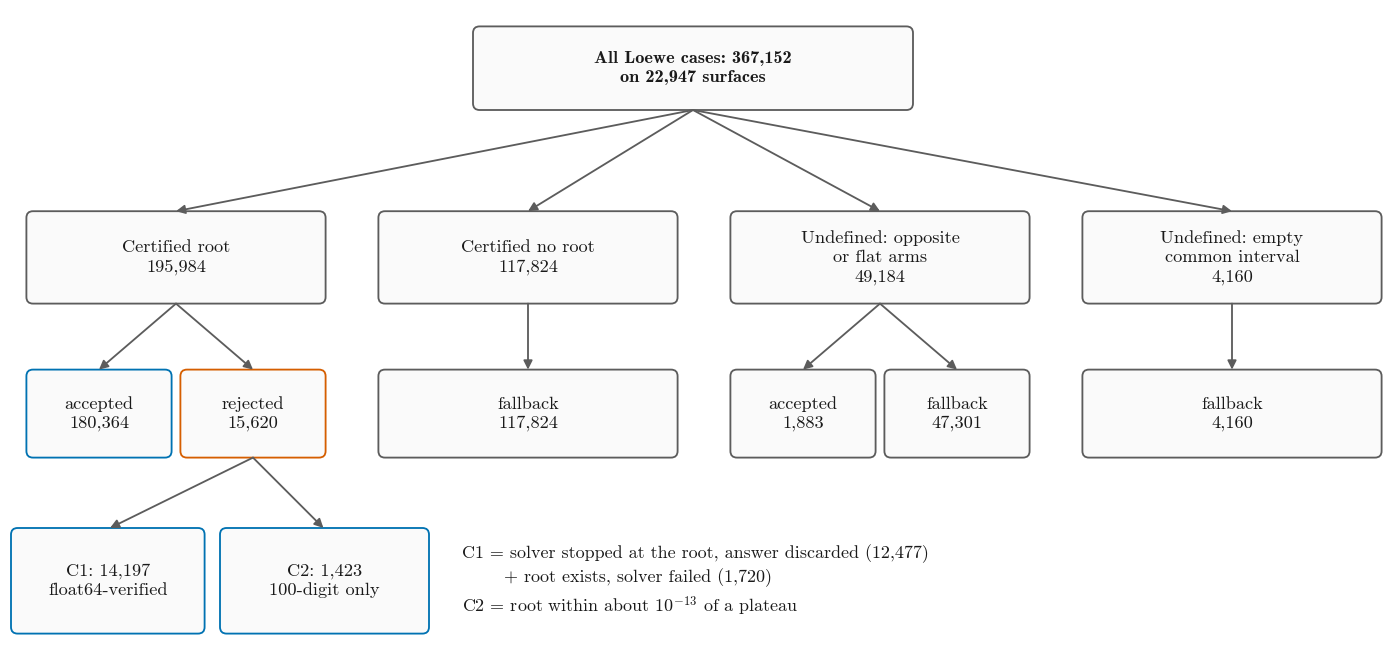 All Loewe cases: 367,152
on 22,947 surfaces
Certified root
195,984
Certified no root
117,824
Undefined: opposite
or flat arms
49,184
Undefined: empty
common interval
4,160
accepted
180,364
rejected
15,620
fallback
117,824
accepted
1,883
fallback
47,301
fallback
4,160
C1: 14,197
float64-verified
C2: 1,423
100-digit only
C1 = solver stopped at the root, answer discarded (12,477)
+ root exists, solver failed (1,720)
C2 = root within about 10⁻¹³ of a plateau